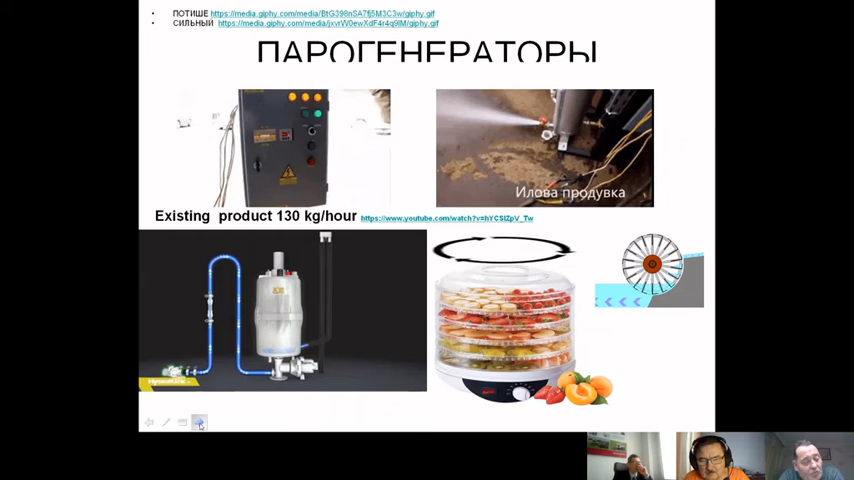 • ПОТИШЕ https://media.giphy.com/media/BtG398nSA7fj5M3C3w/giphy.gif
• СИЛЬНЫЙ https://media.giphy.com/media/jxvrW0ewXdF4r4q9IM/giphy.gif
ПАРОГЕНЕРАТОРЫ
Илова продувка
Existing product 130 kg/hour https://www.youtube.com/watch?v=hYCSIZpV_Tw